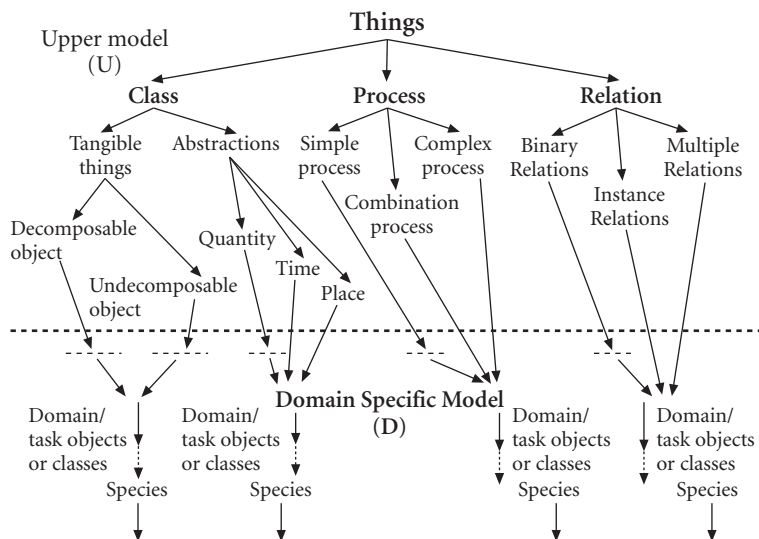 Things
Upper model
(U)
Class
Process
Relation
Tangible
things
Abstractions
Simple
process
Complex
process
Binary
Relations
Multiple
Relations
Combination
process
Instance
Relations
Decomposable
object
Quantity
Time
Undecomposable
object
Place
Domain Specific Model
(D)
Domain/
task objects
or classes
Species
Domain/
task objects
or classes
Species
Domain/
task objects
or classes
Species
Domain/
task objects
or classes
Species